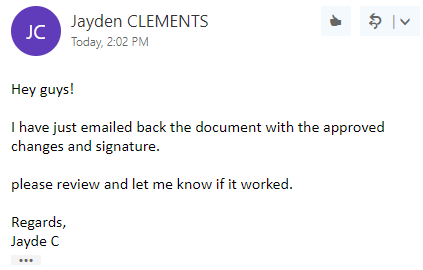 JC
Jayden CLEMENTS
Today, 2:02 PM
Hey guys!
I have just emailed back the document with the approved
changes and signature.
please review and let me know if it worked.
Regards,
Jayde C